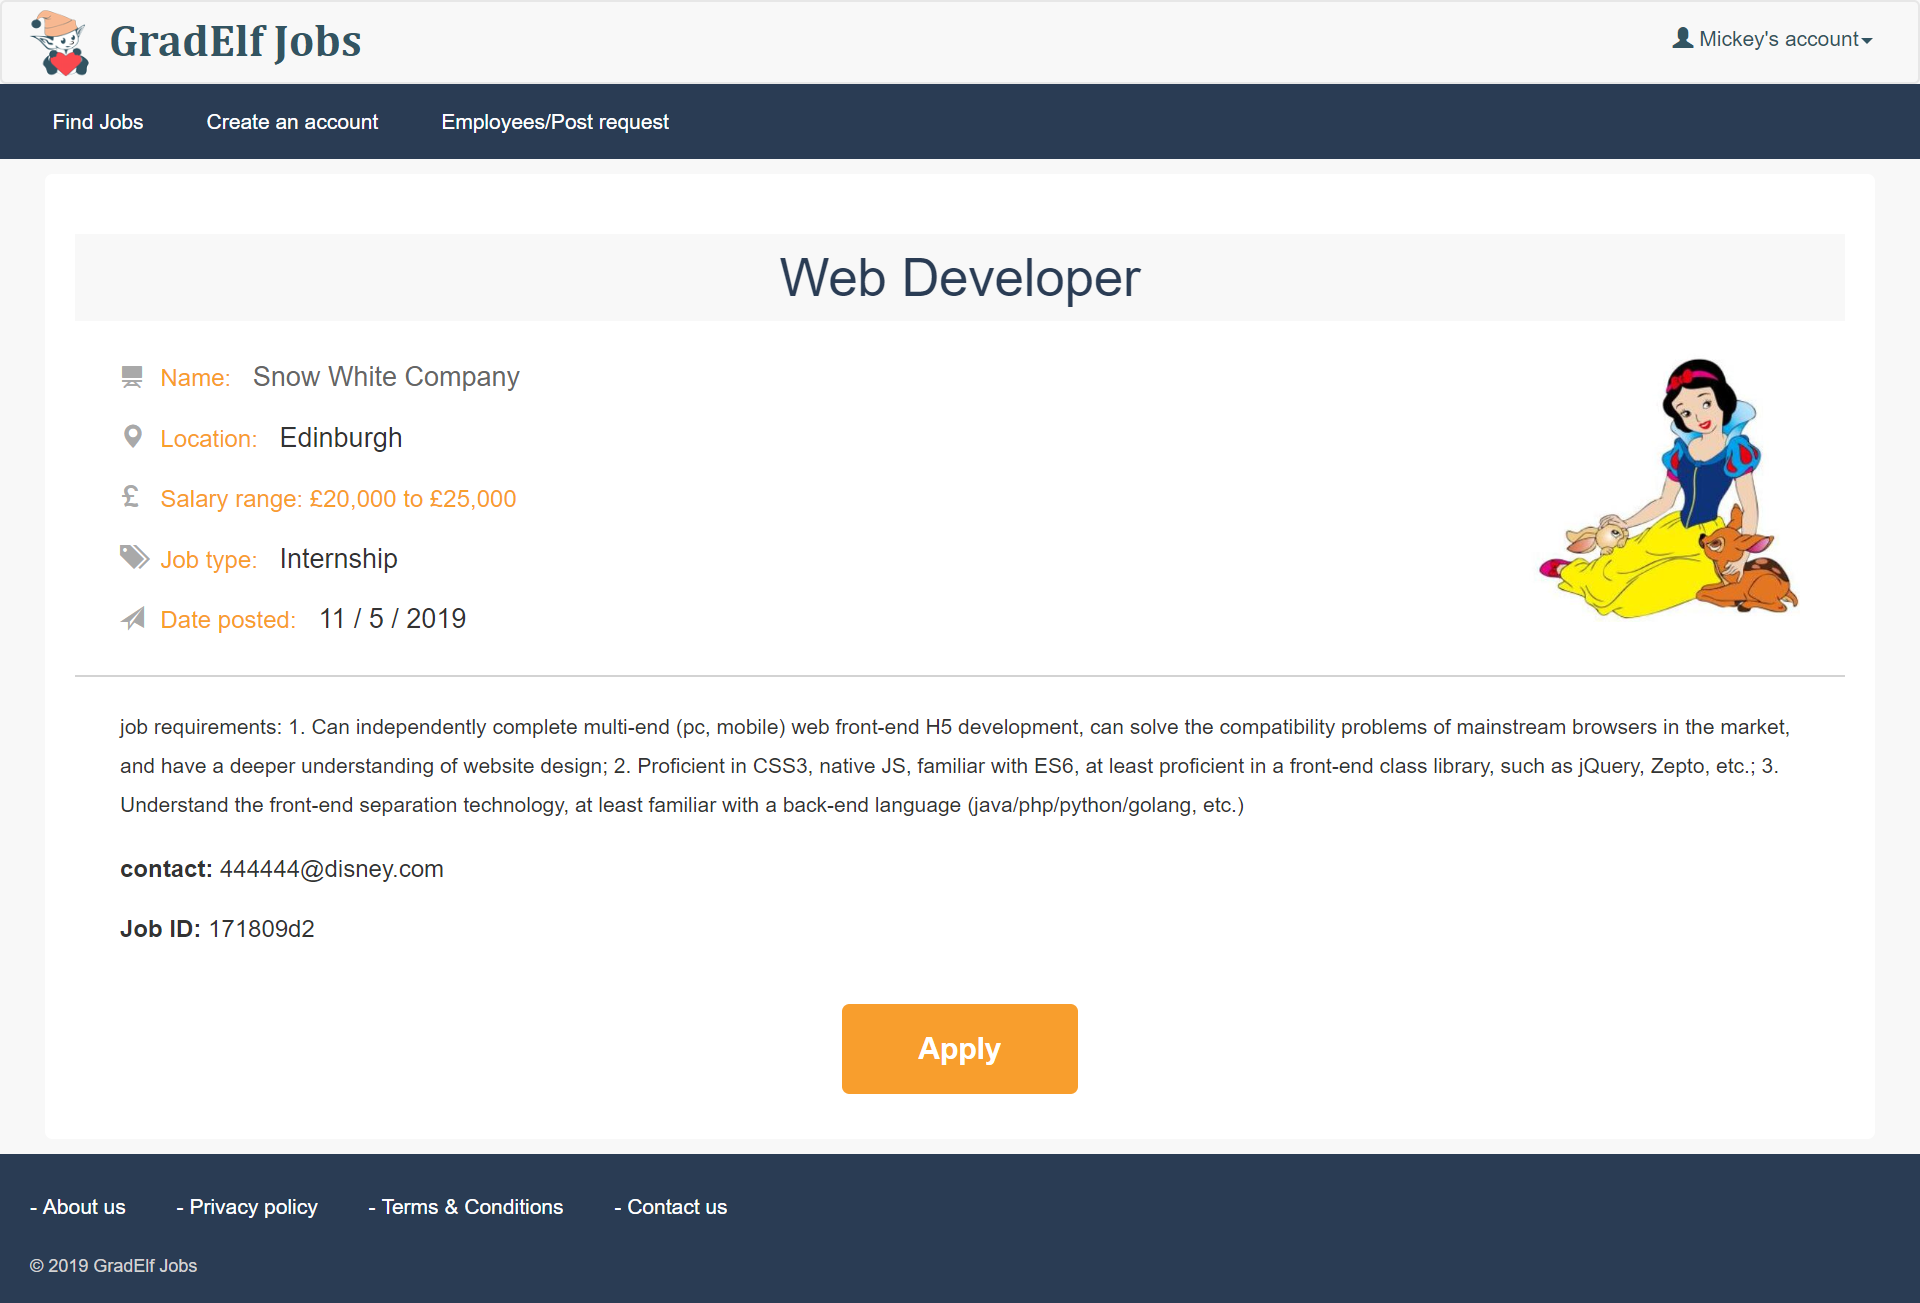 GradElf Jobs
Mickey's account
Find Jobs
Create an account
Employees/Post request
Web Developer
Name: Snow White Company
Location: Edinburgh
Salary range: £20,000 to £25,000
Job type: Internship
Date posted: 11 / 5 / 2019
job requirements: 1. Can independently complete multi-end (pc, mobile) web front-end H5 development, can solve the compatibility problems of mainstream browsers in the market,
and have a deeper understanding of website design; 2. Proficient in CSS3, native JS, familiar with ES6, at least proficient in a front-end class library, such as jQuery, Zepto, etc.; 3.
Understand the front-end separation technology, at least familiar with a back-end language (java/php/python/golang, etc.)
contact: 444444@disney.com
Job ID: 171809d2
Apply
- About us
- Privacy policy
- Terms & Conditions
- Contact us
© 2019 GradElf Jobs